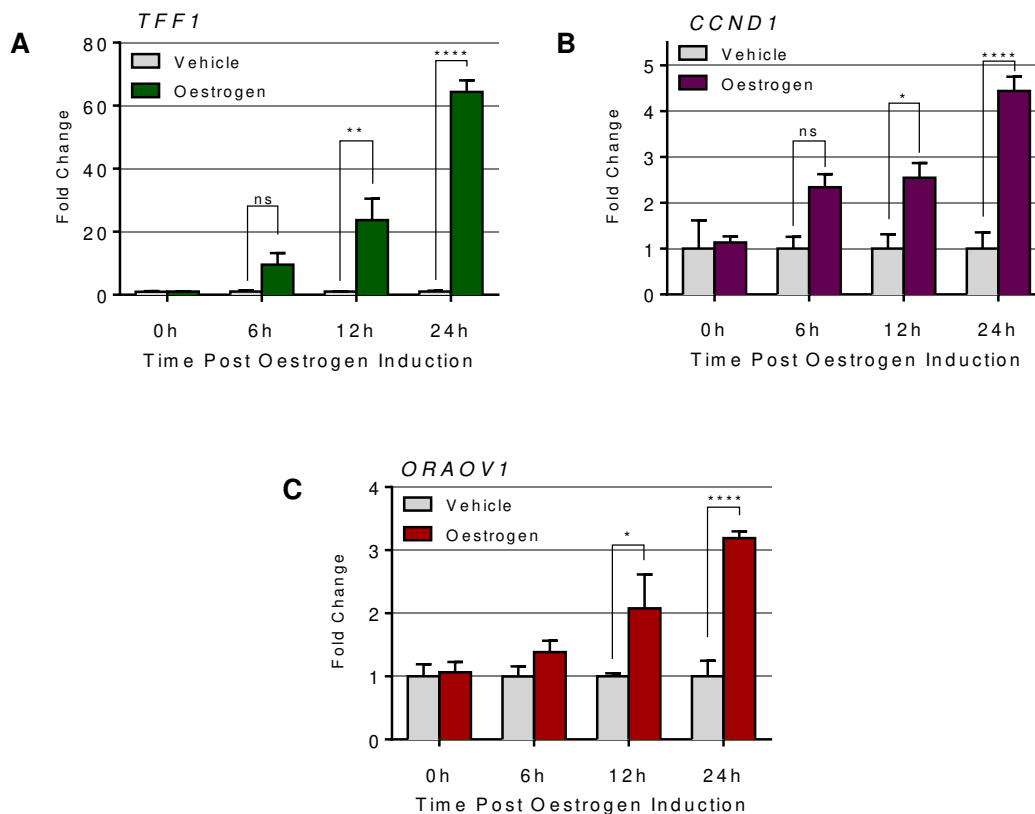 A
TFF1
Vehicle
Oestrogen
Fold Change
80
60
40
20
0
ns
**
****
0h 6h 12h 24h
Time Post Oestrogen Induction
B
CCND1
Vehicle
Oestrogen
Fold Change
5
4
3
2
1
0
ns
*
****
0h 6h 12h 24h
Time Post Oestrogen Induction
C
ORAOV1
Vehicle
Oestrogen
Fold Change
4
3
2
1
0
*
****
0h 6h 12h 24h
Time Post Oestrogen Induction